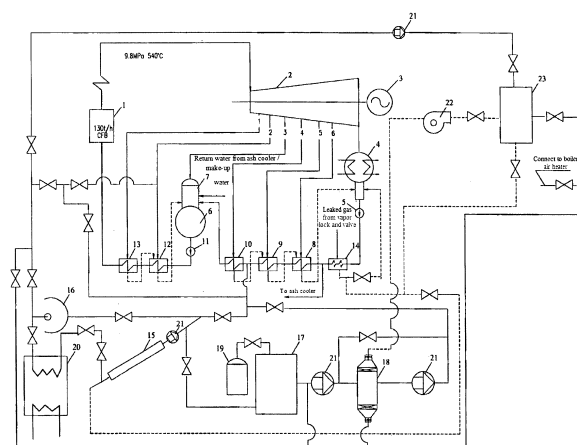 21
9.8MPa 540℃
2
3
1
130t/h
CFB
22
23
2
3
4
5
6
Return water from ash cooler /
make-up
water
7
4
Connect to boiler
air heater
6
5
Leaked gas
from vapor
lock and valve
11
13
12
10
9
8
14
To ash cooler
16
15
21
20
19
17
21
18
21